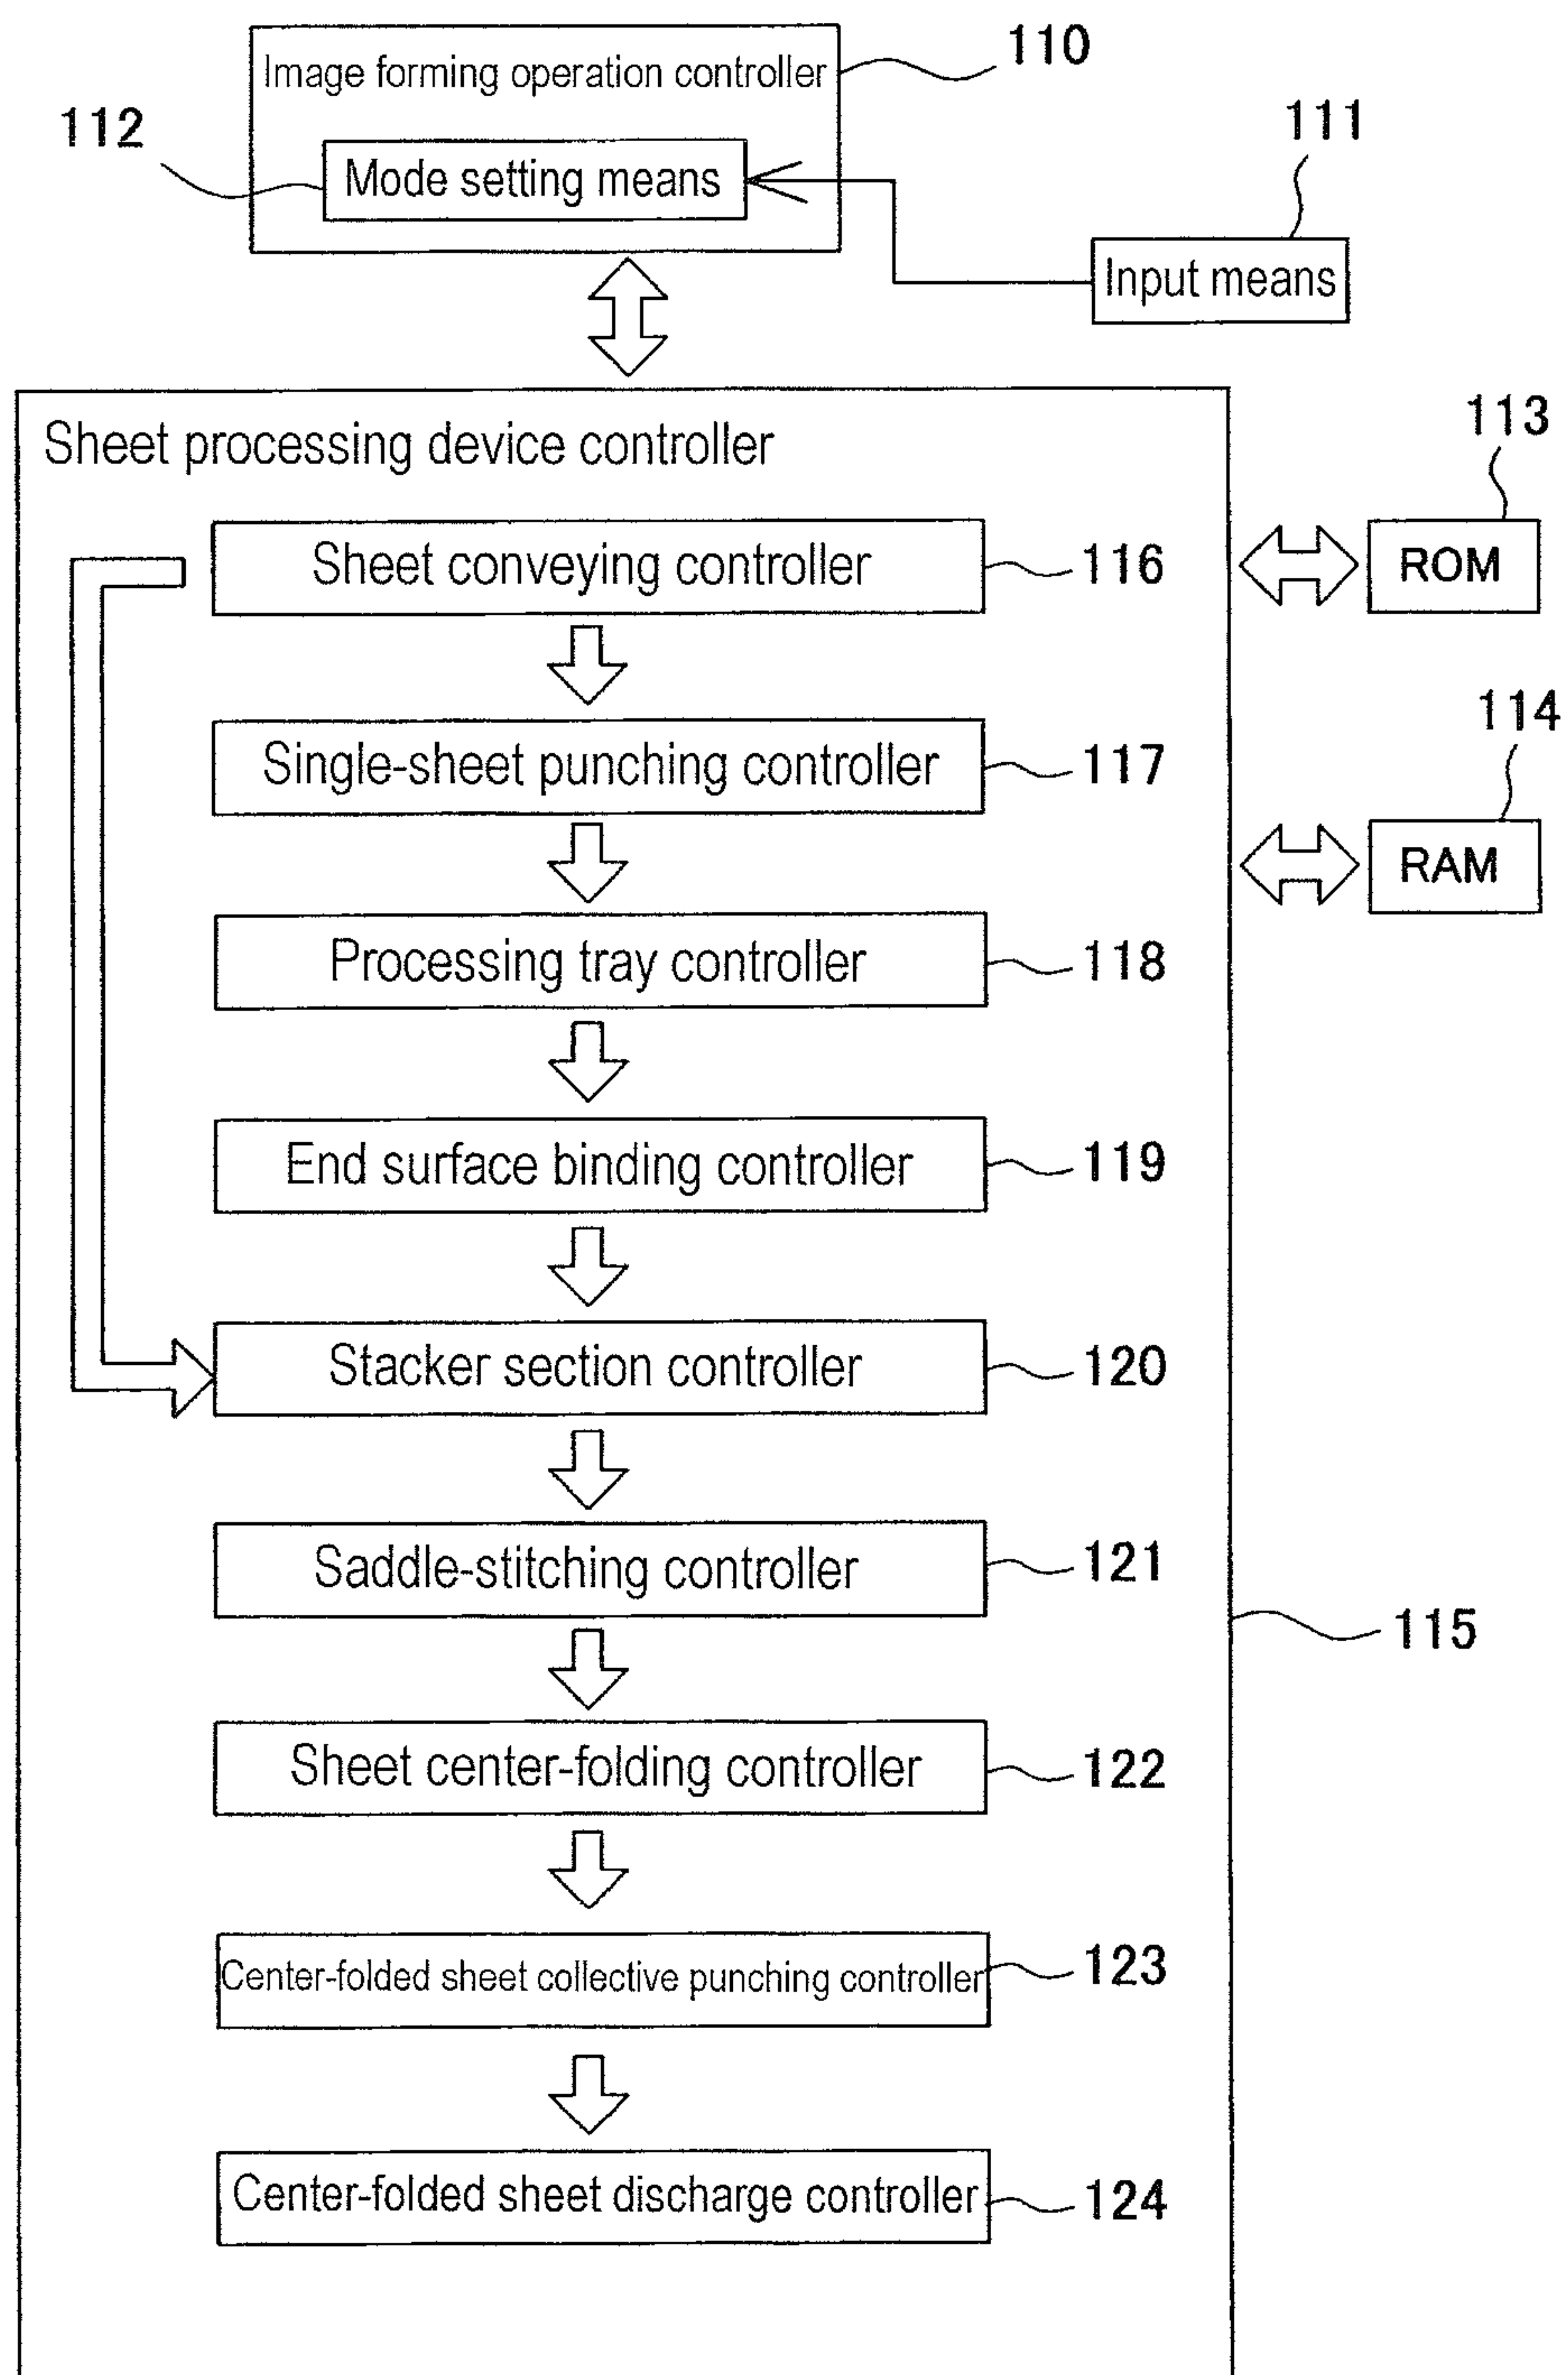 110
Image forming operation controller
112
111
Mode setting means
Input means
113
Sheet processing device controller
Sheet conveying controller
116
ROM
114
Single-sheet punching controller
117
RAM
Processing tray controller
118
End surface binding controller
119
Stacker section controller
120
Saddle-stitching controller
121
115
Sheet center-folding controller
122
Center-folded sheet collective punching controller
123
Center-folded sheet discharge controller
124